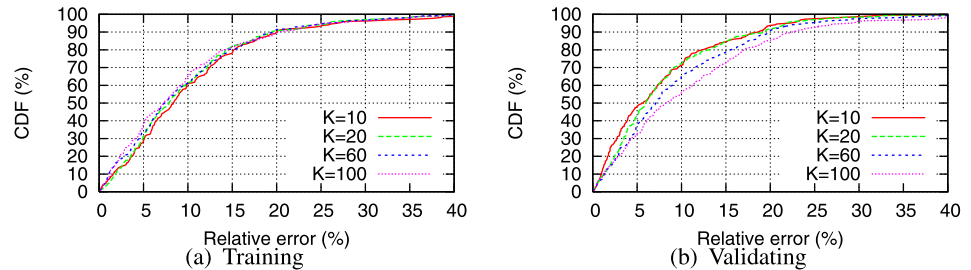 CDF (%)
100
90
80
70
60
50
40
30
20
10
0
K=10
K=20
K=60
K=100
0 5 10 15 20 25 30 35 40
Relative error (%)
(a) Training
CDF (%)
100
90
80
70
60
50
40
30
20
10
0
K=10
K=20
K=60
K=100
0 5 10 15 20 25 30 35 40
Relative error (%)
(b) Validating